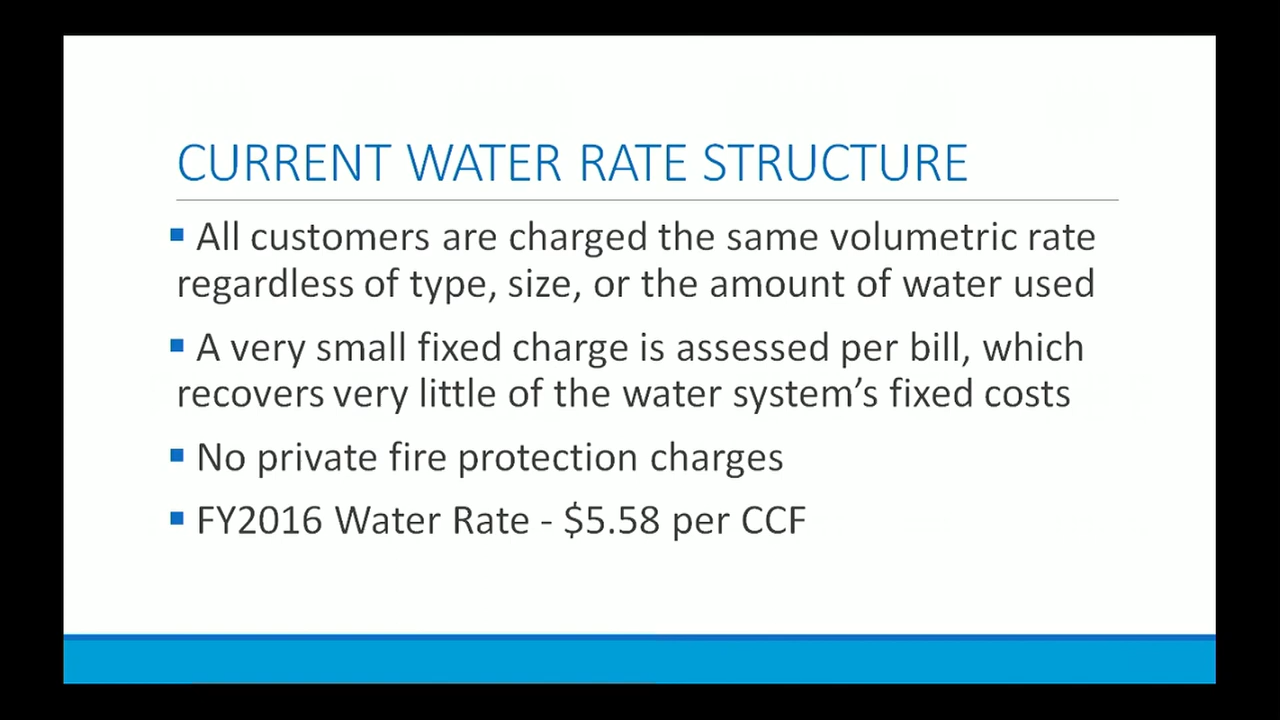 CURRENT WATER RATE STRUCTURE
▪ All customers are charged the same volumetric rate
regardless of type, size, or the amount of water used
▪ A very small fixed charge is assessed per bill, which
recovers very little of the water system’s fixed costs
▪ No private fire protection charges
▪ FY2016 Water Rate - $5.58 per CCF